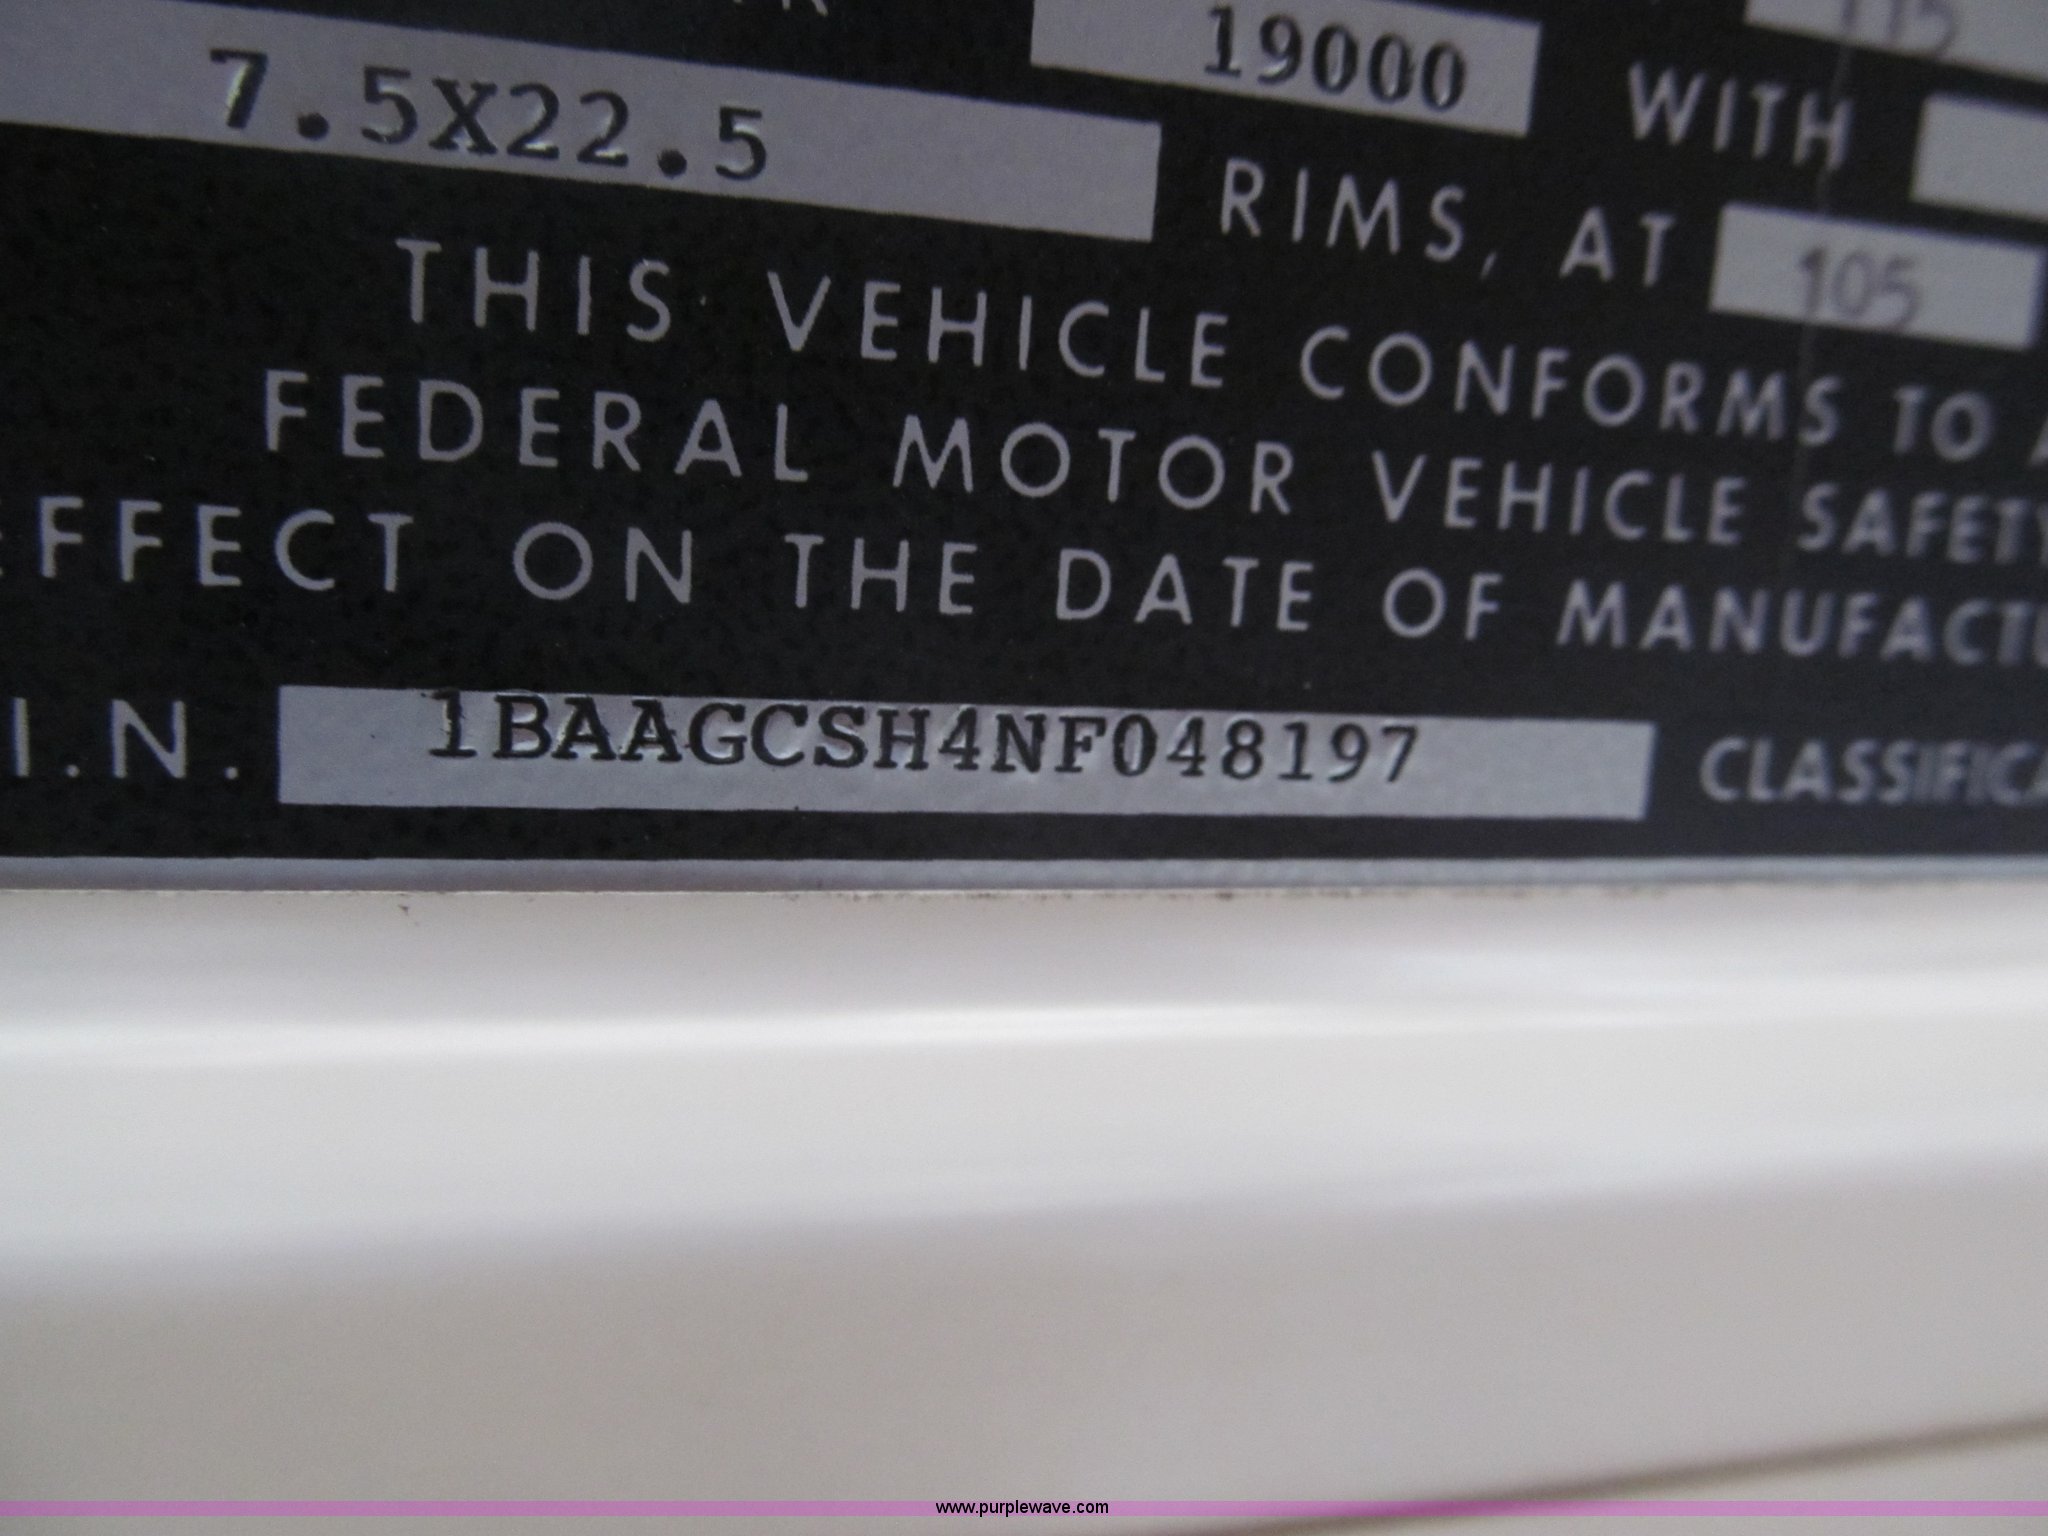 19000 WITH
7.5X22.5 RIMS, AT 105
THIS VEHICLE CONFORMS TO
FEDERAL MOTOR VEHICLE SAFETY
EFFECT ON THE DATE OF MANUFACTU
I.N. 1BAAGCSH4NF048197 CLASSIFICA
www.purplewave.com